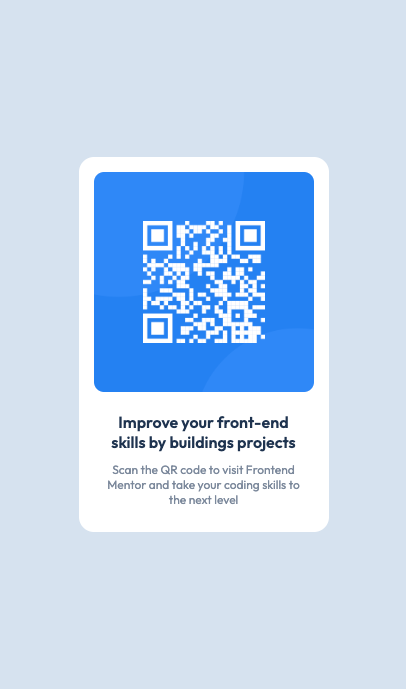 Improve your front-end
skills by buildings projects
Scan the QR code to visit Frontend
Mentor and take your coding skills to
the next level